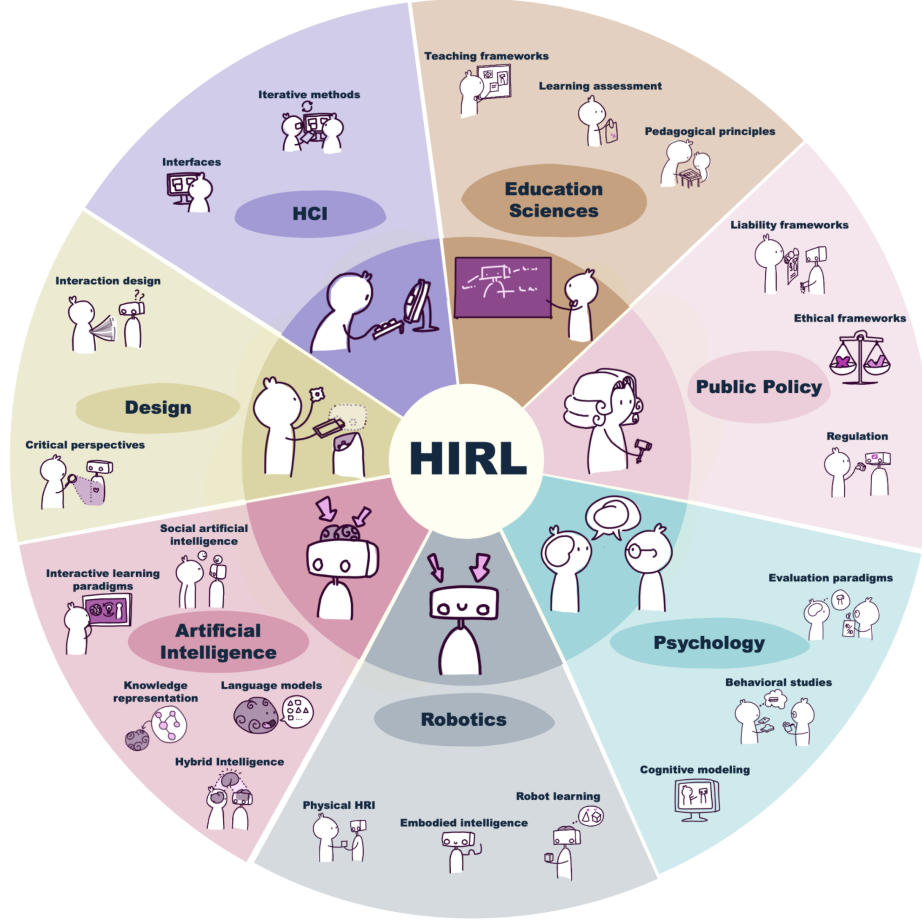 Teaching frameworks
Learning assessment
Pedagogical principles
Education
Sciences
Iterative methods
Interfaces
HCI
Liability frameworks
Ethical frameworks
Public Policy
Regulation
Interaction design
Design
Critical perspectives
HIRL
Social artificial
intelligence
Interactive learning
paradigms
Artificial
Intelligence
Knowledge
representation
Language models
Hybrid Intelligence
Robotics
Physical HRI
Embodied intelligence
Robot learning
Evaluation paradigms
Psychology
Behavioral studies
Cognitive modeling